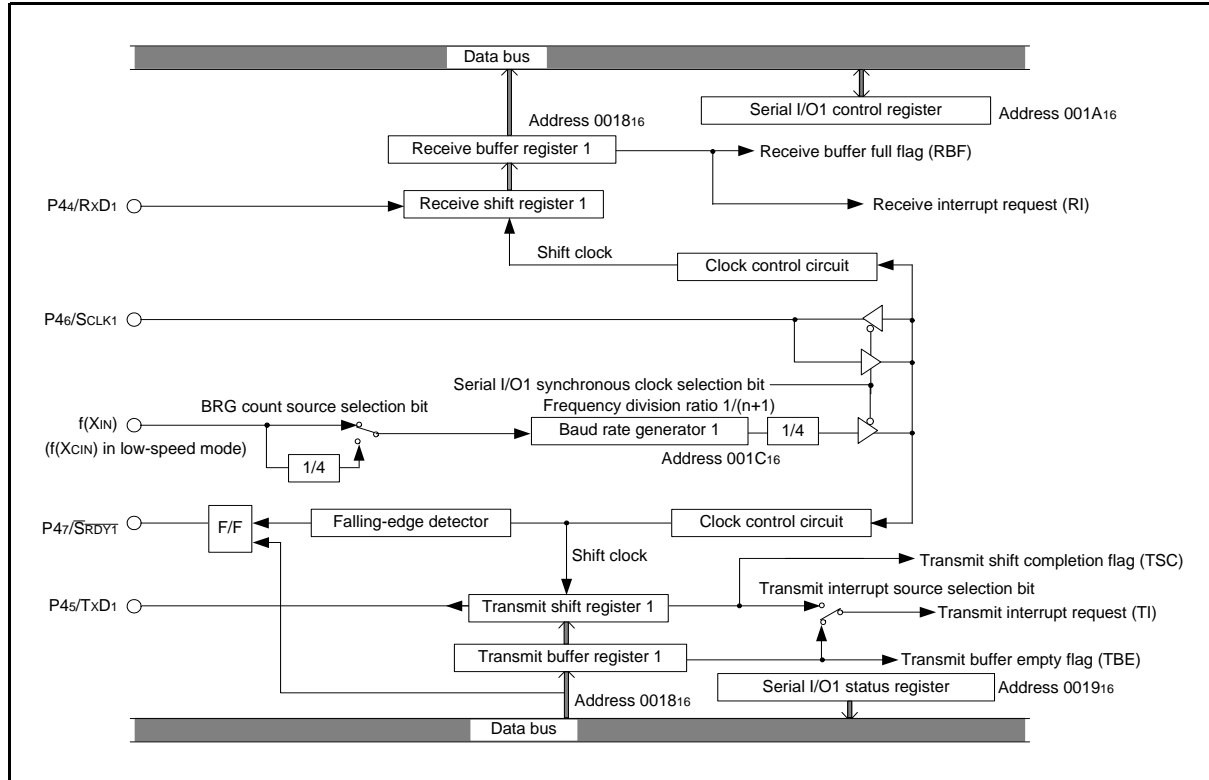 Data bus
Serial I/O1 control register
Address 001A16
Address 001816
Receive buffer register 1
Receive buffer full flag (RBF)
P44/RXD1
Receive shift register 1
Receive interrupt request (RI)
Shift clock
Clock control circuit
P46/SCLK1
Serial I/O1 synchronous clock selection bit
BRG count source selection bit
Frequency division ratio 1/(n+1)
f(XIN)
Baud rate generator 1
1/4
(f(XCIN) in low-speed mode)
Address 001C16
1/4
P47/SRDY1
F/F
Falling-edge detector
Clock control circuit
Shift clock
Transmit shift completion flag (TSC)
Transmit interrupt source selection bit
P45/TXD1
Transmit shift register 1
Transmit interrupt request (TI)
Transmit buffer register 1
Transmit buffer empty flag (TBE)
Address 001816
Serial I/O1 status register
Address 001916
Data bus